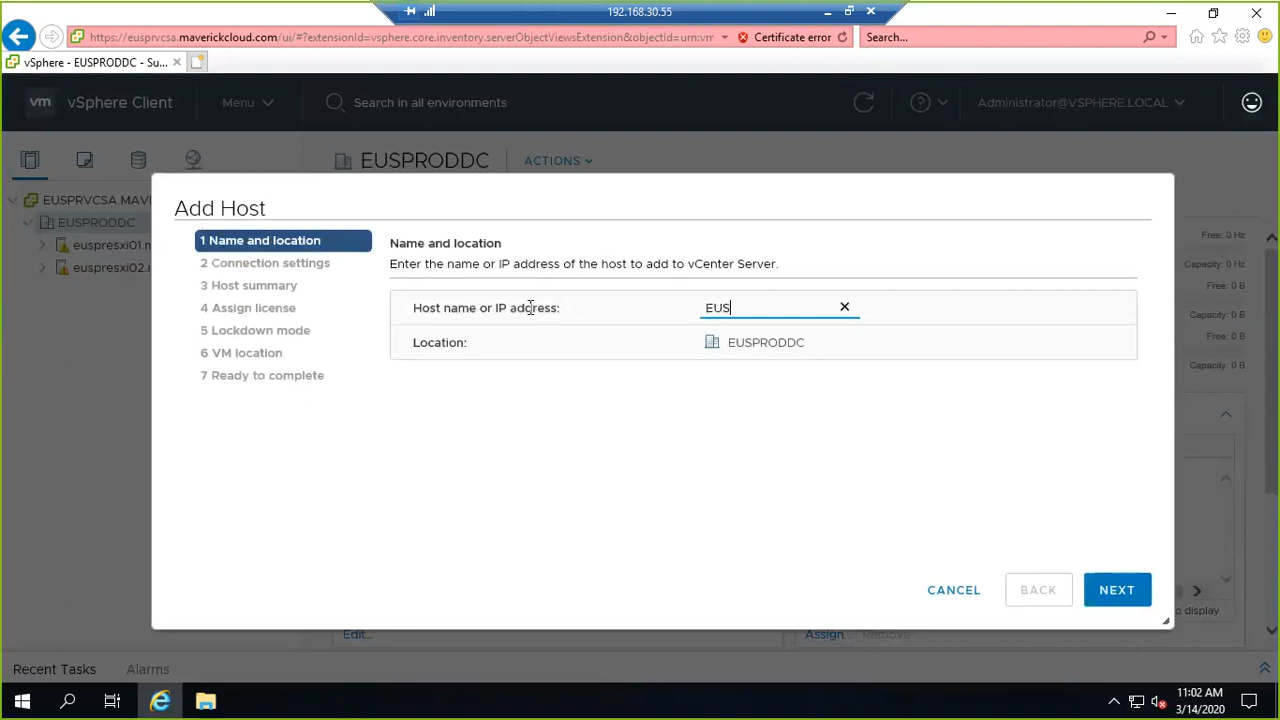 192.168.30.55
https://eusprvcsa.maverickcloud.com/ui/#?extensionId=vsphere.core.inventory.serverObjectViewsExtension&objectId=urn:vm
Certificate error
Search...
vSphere - EUSPRODDC - Su...
vm vSphere Client
Menu
Search in all environments
Administrator@VSPHERE.LOCAL
EUSPRODDC
ACTIONS
EUSPRVCSA.MAV
EUSPRODDC
euspresxi01.m
euspresxi02.m
Free: 0 Hz
Capacity: 0 Hz
Free: 0 B
Capacity: 0 B
Free: 0 B
Capacity: 0 B
Add Host
1 Name and location
2 Connection settings
3 Host summary
4 Assign license
5 Lockdown mode
6 VM location
7 Ready to complete
Name and location
Enter the name or IP address of the host to add to vCenter Server.
Host name or IP address:
EUS
Location:
EUSPRODDC
CANCEL
BACK
NEXT
o display
Edit...
Assign...
Remove...
Recent Tasks
Alarms
11:02 AM
3/14/2020